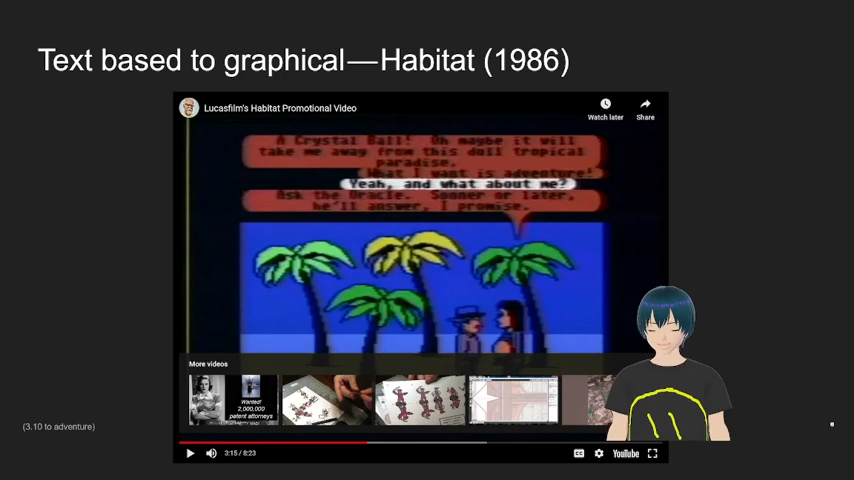 Text based to graphical—Habitat (1986)
Lucasfilm's Habitat Promotional Video
Watch later
Share
A Crystal Ball! Oh maybe it will
take me away from this dull tropical
paradise.
What I want is adventure!
Yeah, and what about me?
Ask the Oracle. Sooner or later,
he'll answer, I promise.
More videos
Wanted!
2,000,000
patent attorneys
(3.10 to adventure)
3:15 / 8:23
CC
YouTube